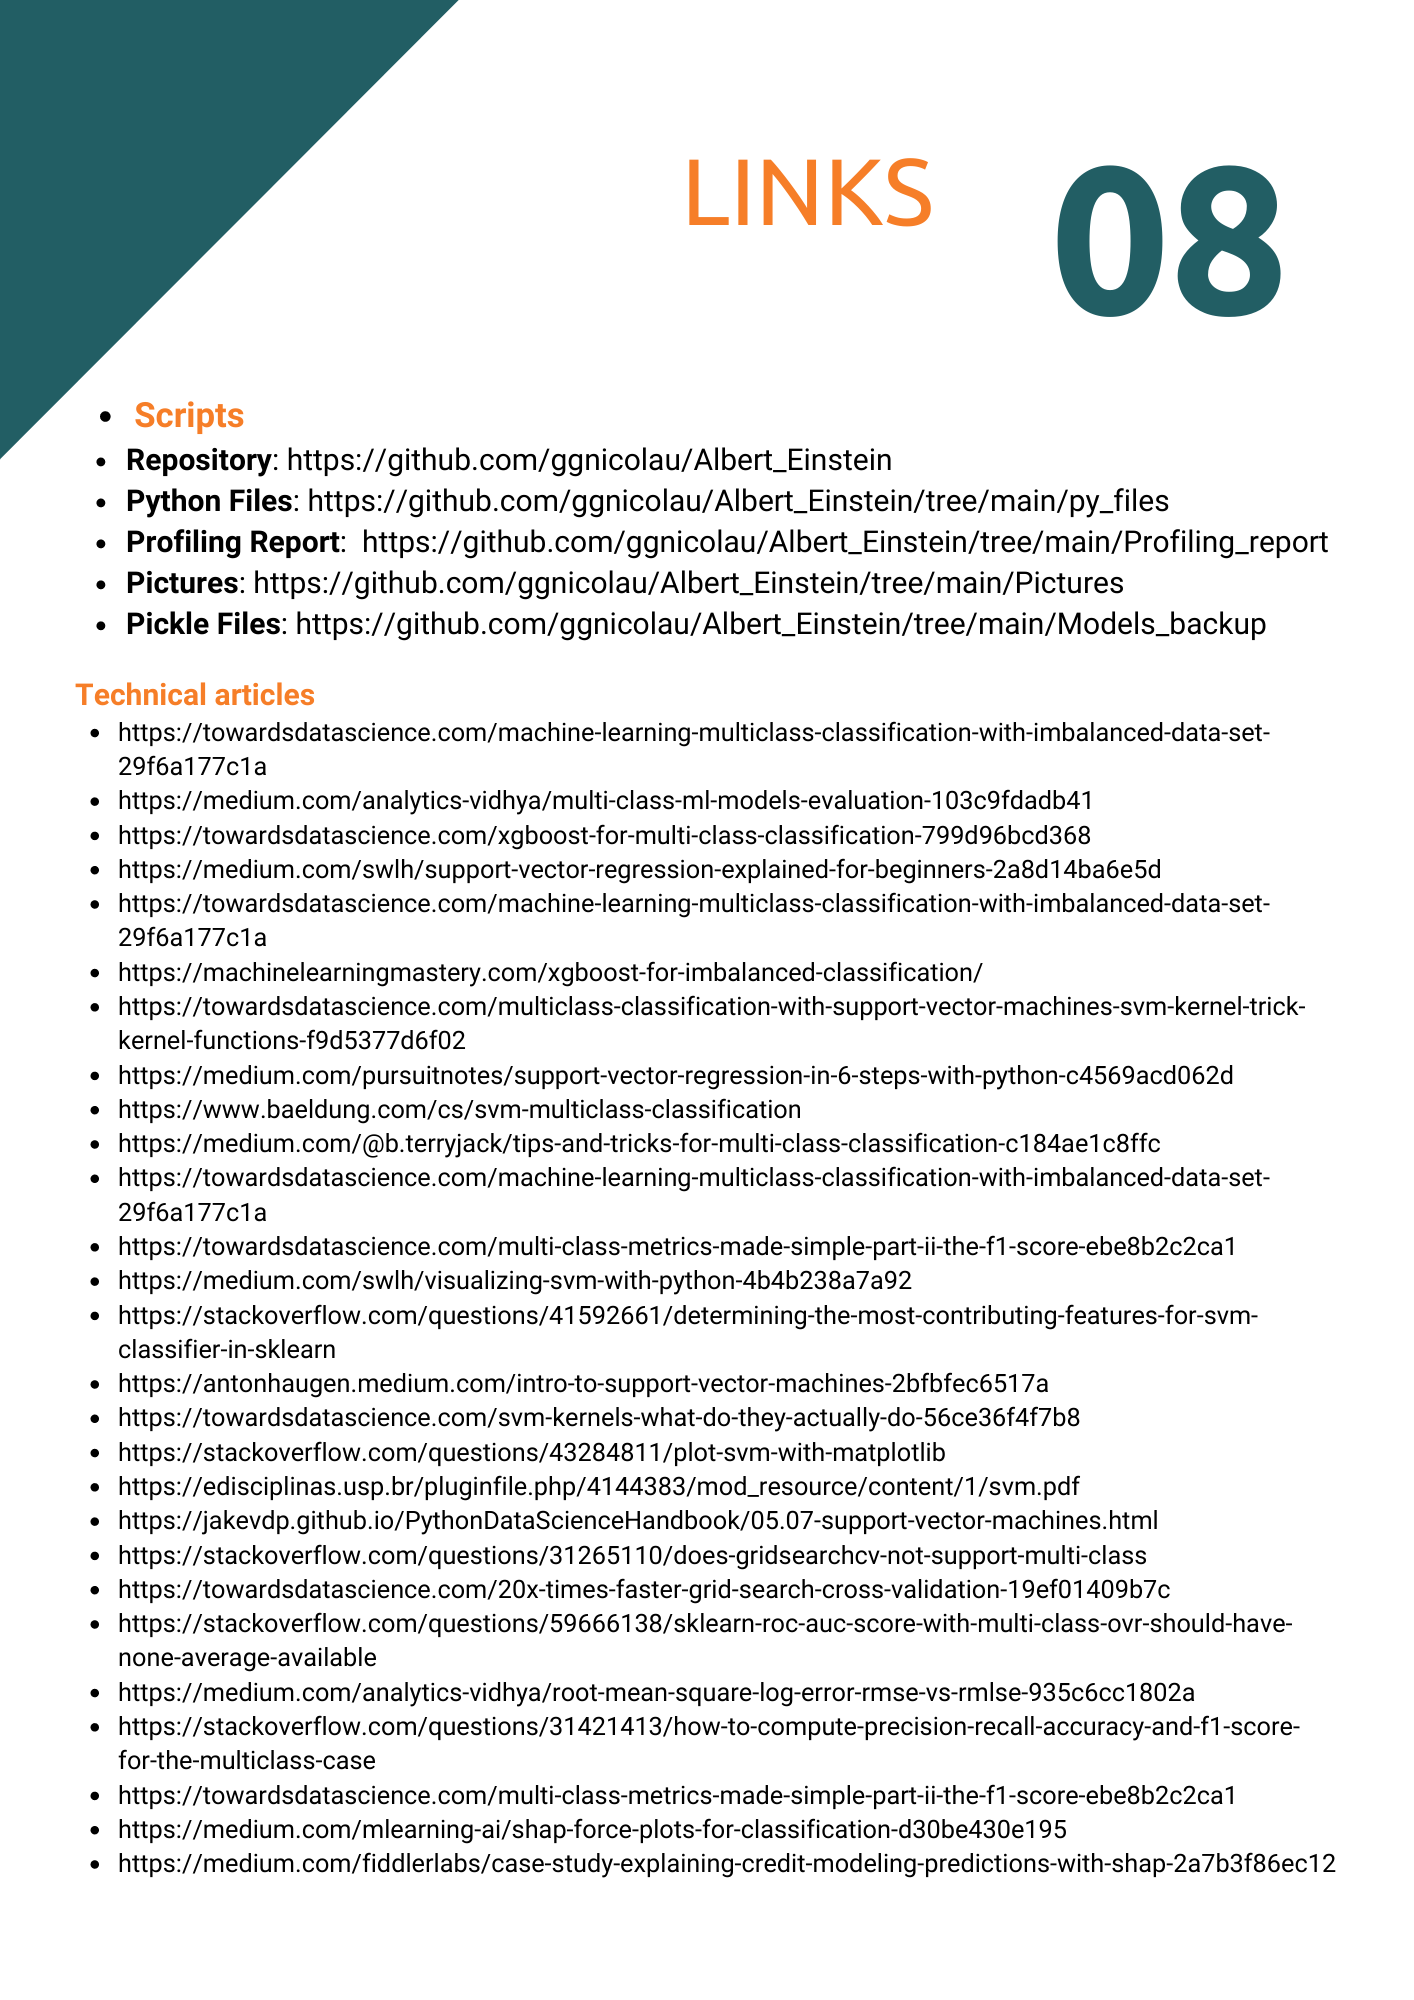 LINKS
08
• Scripts
• Repository: https://github.com/ggnicolau/Albert_Einstein
• Python Files: https://github.com/ggnicolau/Albert_Einstein/tree/main/py_files
• Profiling Report:  https://github.com/ggnicolau/Albert_Einstein/tree/main/Profiling_report
• Pictures: https://github.com/ggnicolau/Albert_Einstein/tree/main/Pictures
• Pickle Files: https://github.com/ggnicolau/Albert_Einstein/tree/main/Models_backup
Technical articles
• https://towardsdatascience.com/machine-learning-multiclass-classification-with-imbalanced-data-set-
29f6a177c1a
• https://medium.com/analytics-vidhya/multi-class-ml-models-evaluation-103c9fdadb41
• https://towardsdatascience.com/xgboost-for-multi-class-classification-799d96bcd368
• https://medium.com/swlh/support-vector-regression-explained-for-beginners-2a8d14ba6e5d
• https://towardsdatascience.com/machine-learning-multiclass-classification-with-imbalanced-data-set-
29f6a177c1a
• https://machinelearningmastery.com/xgboost-for-imbalanced-classification/
• https://towardsdatascience.com/multiclass-classification-with-support-vector-machines-svm-kernel-trick-
kernel-functions-f9d5377d6f02
• https://medium.com/pursuitnotes/support-vector-regression-in-6-steps-with-python-c4569acd062d
• https://www.baeldung.com/cs/svm-multiclass-classification
• https://medium.com/@b.terryjack/tips-and-tricks-for-multi-class-classification-c184ae1c8ffc
• https://towardsdatascience.com/machine-learning-multiclass-classification-with-imbalanced-data-set-
29f6a177c1a
• https://towardsdatascience.com/multi-class-metrics-made-simple-part-ii-the-f1-score-ebe8b2c2ca1
• https://medium.com/swlh/visualizing-svm-with-python-4b4b238a7a92
• https://stackoverflow.com/questions/41592661/determining-the-most-contributing-features-for-svm-
classifier-in-sklearn
• https://antonhaugen.medium.com/intro-to-support-vector-machines-2bfbfec6517a
• https://towardsdatascience.com/svm-kernels-what-do-they-actually-do-56ce36f4f7b8
• https://stackoverflow.com/questions/43284811/plot-svm-with-matplotlib
• https://edisciplinas.usp.br/pluginfile.php/4144383/mod_resource/content/1/svm.pdf
• https://jakevdp.github.io/PythonDataScienceHandbook/05.07-support-vector-machines.html
• https://stackoverflow.com/questions/31265110/does-gridsearchcv-not-support-multi-class
• https://towardsdatascience.com/20x-times-faster-grid-search-cross-validation-19ef01409b7c
• https://stackoverflow.com/questions/59666138/sklearn-roc-auc-score-with-multi-class-ovr-should-have-
none-average-available
• https://medium.com/analytics-vidhya/root-mean-square-log-error-rmse-vs-rmlse-935c6cc1802a
• https://stackoverflow.com/questions/31421413/how-to-compute-precision-recall-accuracy-and-f1-score-
for-the-multiclass-case
• https://towardsdatascience.com/multi-class-metrics-made-simple-part-ii-the-f1-score-ebe8b2c2ca1
• https://medium.com/mlearning-ai/shap-force-plots-for-classification-d30be430e195
• https://medium.com/fiddlerlabs/case-study-explaining-credit-modeling-predictions-with-shap-2a7b3f86ec12